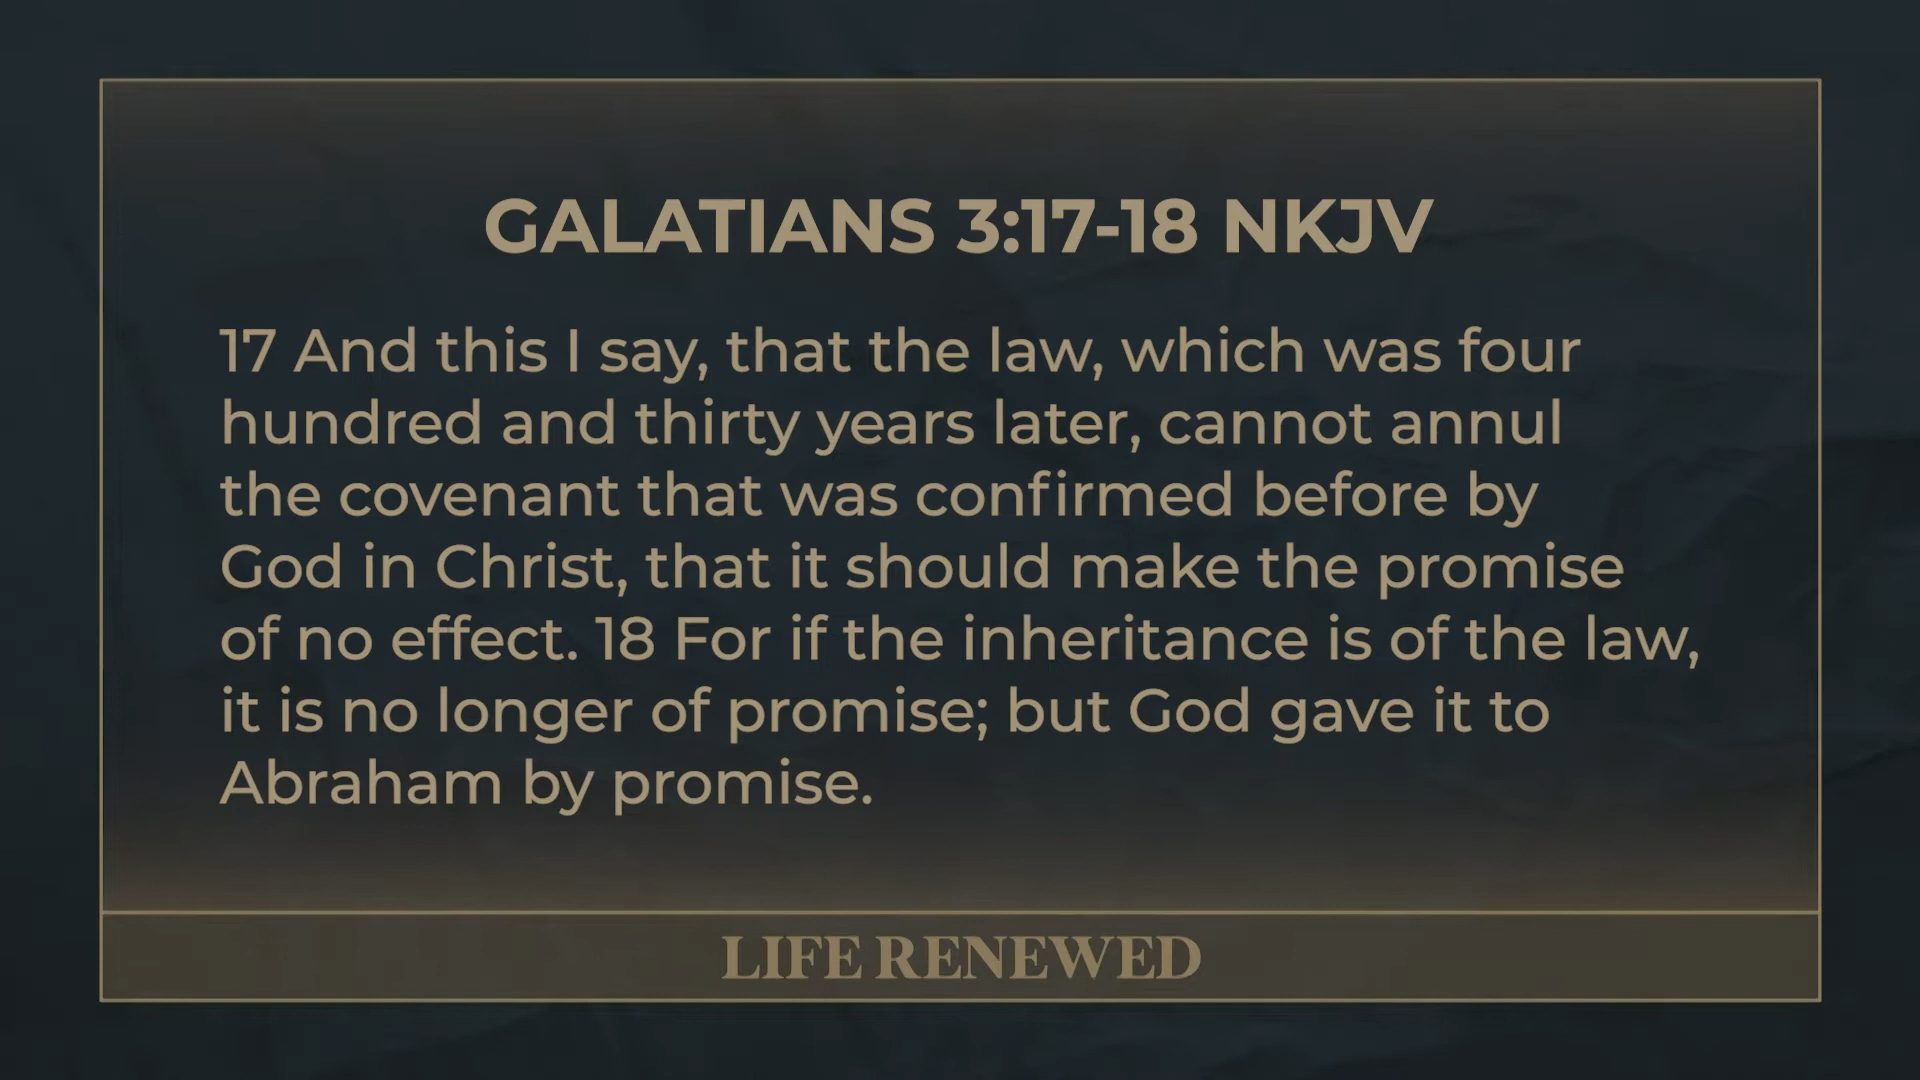 GALATIANS 3:17-18 NKJV
17 And this I say, that the law, which was four
hundred and thirty years later, cannot annul
the covenant that was confirmed before by
God in Christ, that it should make the promise
of no effect. 18 For if the inheritance is of the law,
it is no longer of promise; but God gave it to
Abraham by promise.
LIFE RENEWED